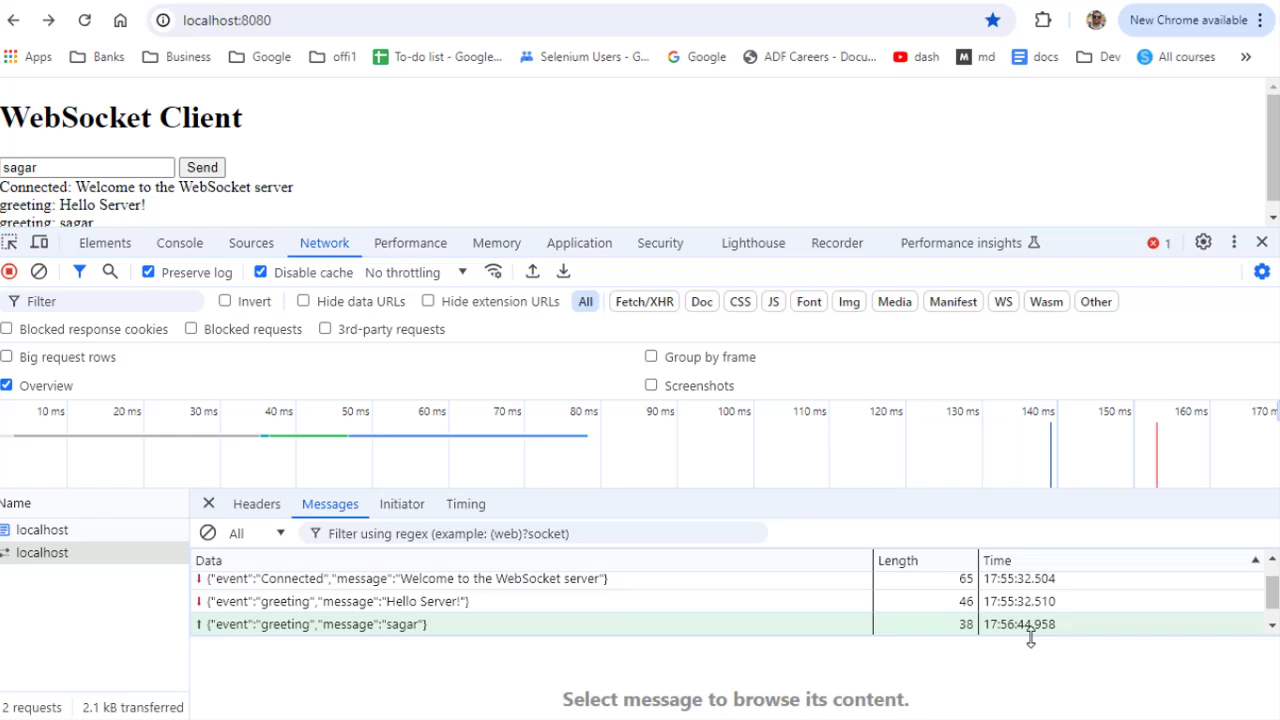 localhost:8080
New Chrome available
Apps Banks Business Google offi1 To-do list - Google... Selenium Users - G... Google ADF Careers - Docu... dash M md docs Dev S All courses »
WebSocket Client
sagar Send
Connected: Welcome to the WebSocket server
greeting: Hello Server!
greeting: sagar
Elements Console Sources Network Performance Memory Application Security Lighthouse Recorder Performance insights 1
Preserve log Disable cache No throttling
Filter Invert Hide data URLs Hide extension URLs All Fetch/XHR Doc CSS JS Font Img Media Manifest WS Wasm Other
Blocked response cookies Blocked requests 3rd-party requests
Big request rows Group by frame
Overview Screenshots
10 ms 20 ms 30 ms 40 ms 50 ms 60 ms 70 ms 80 ms 90 ms 100 ms 110 ms 120 ms 130 ms 140 ms 150 ms 160 ms 170 m
Name Headers Messages Initiator Timing
localhost
All Filter using regex (example: (web)?socket)
localhost
Data Length Time
{"event":"Connected","message":"Welcome to the WebSocket server"} 65 17:55:32.504
{"event":"greeting","message":"Hello Server!"} 46 17:55:32.510
{"event":"greeting","message":"sagar"} 38 17:56:44.958
Select message to browse its content.
2 requests 2.1 kB transferred